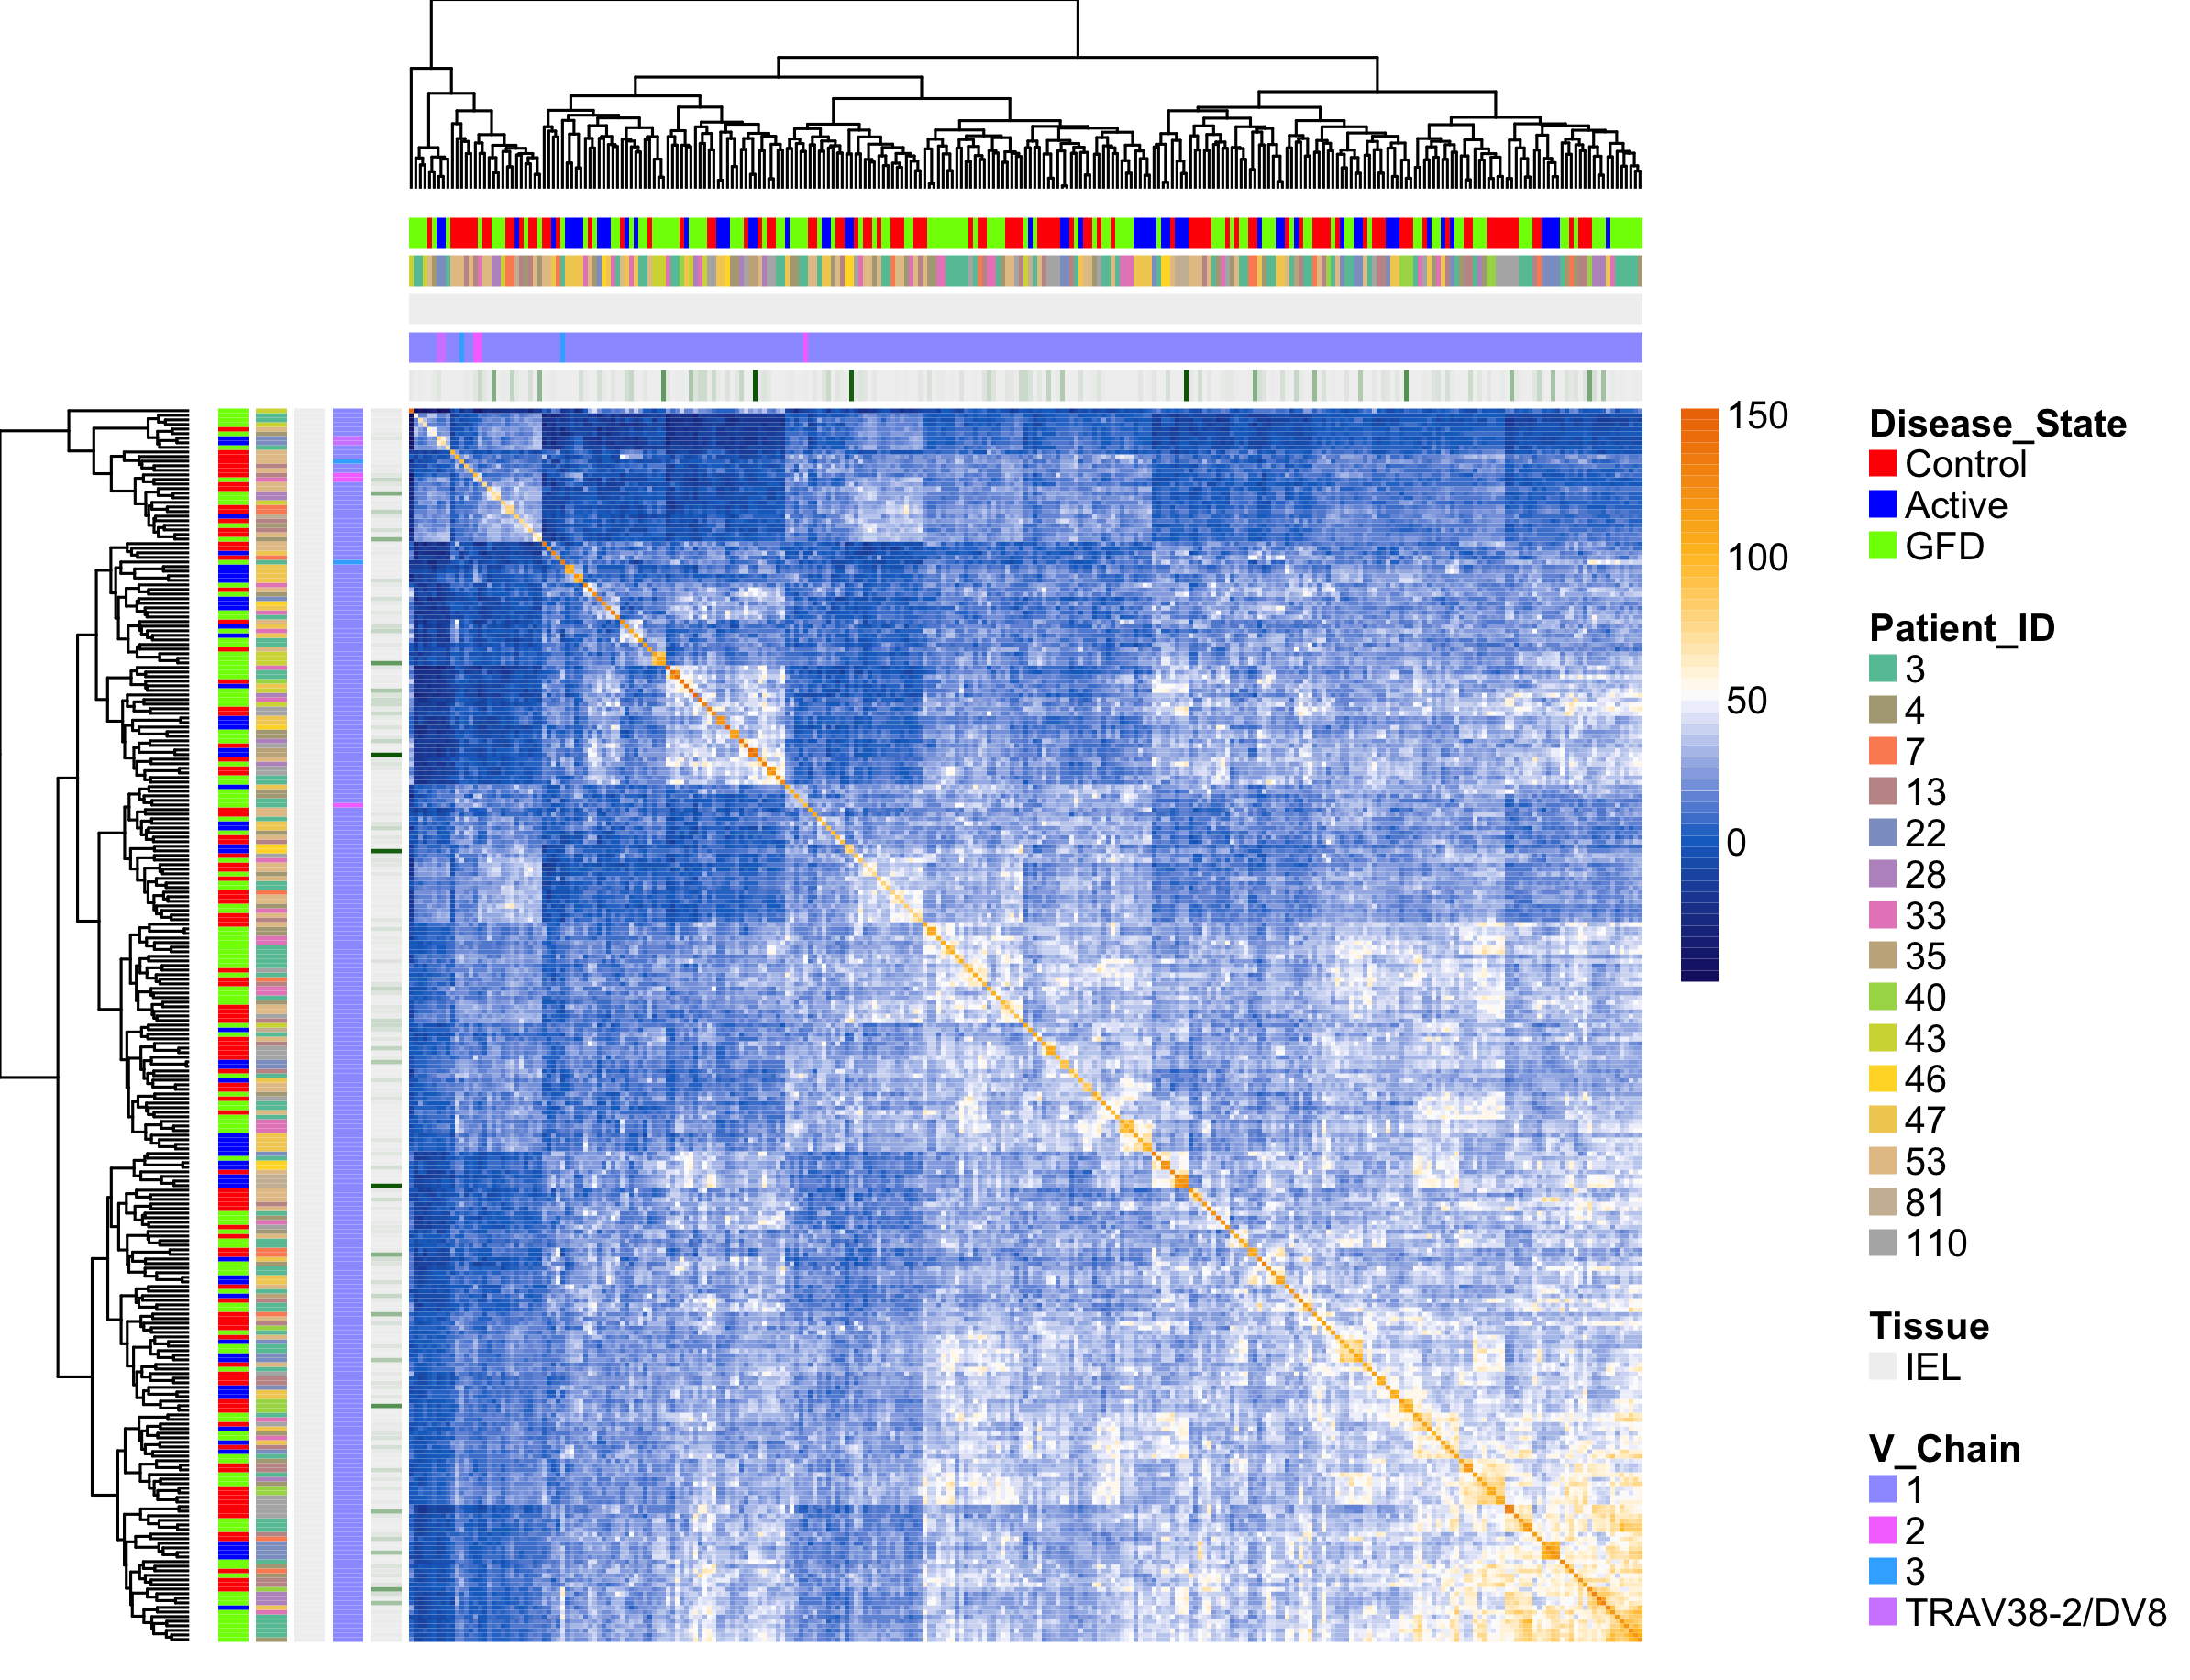 150
100
50
0
Disease_State
Control
Active
GFD
Patient_ID
3
4
7
13
22
28
33
35
40
43
46
47
53
81
110
Tissue
IEL
V_Chain
1
2
3
TRAV38-2/DV8